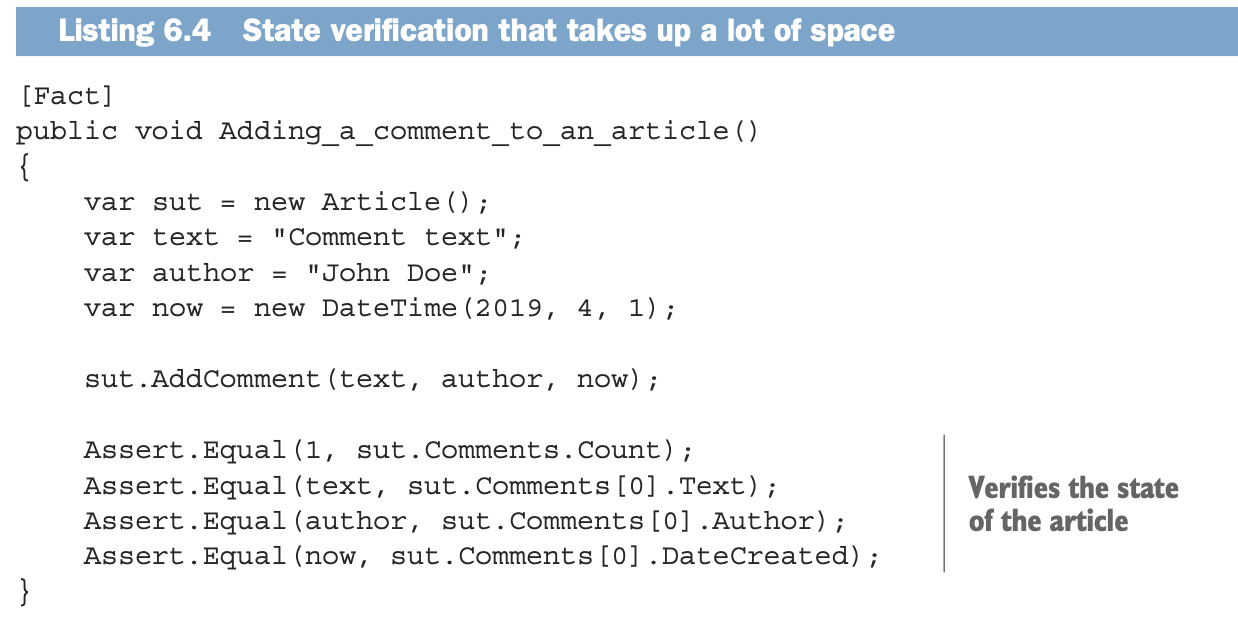 Listing 6.4 State verification that takes up a lot of space
[Fact]
public void Adding_a_comment_to_an_article()
{
    var sut = new Article();
    var text = "Comment text";
    var author = "John Doe";
    var now = new DateTime(2019, 4, 1);

    sut.AddComment(text, author, now);

    Assert.Equal(1, sut.Comments.Count);
    Assert.Equal(text, sut.Comments[0].Text);
    Assert.Equal(author, sut.Comments[0].Author);
    Assert.Equal(now, sut.Comments[0].DateCreated);
}
Verifies the state
of the article